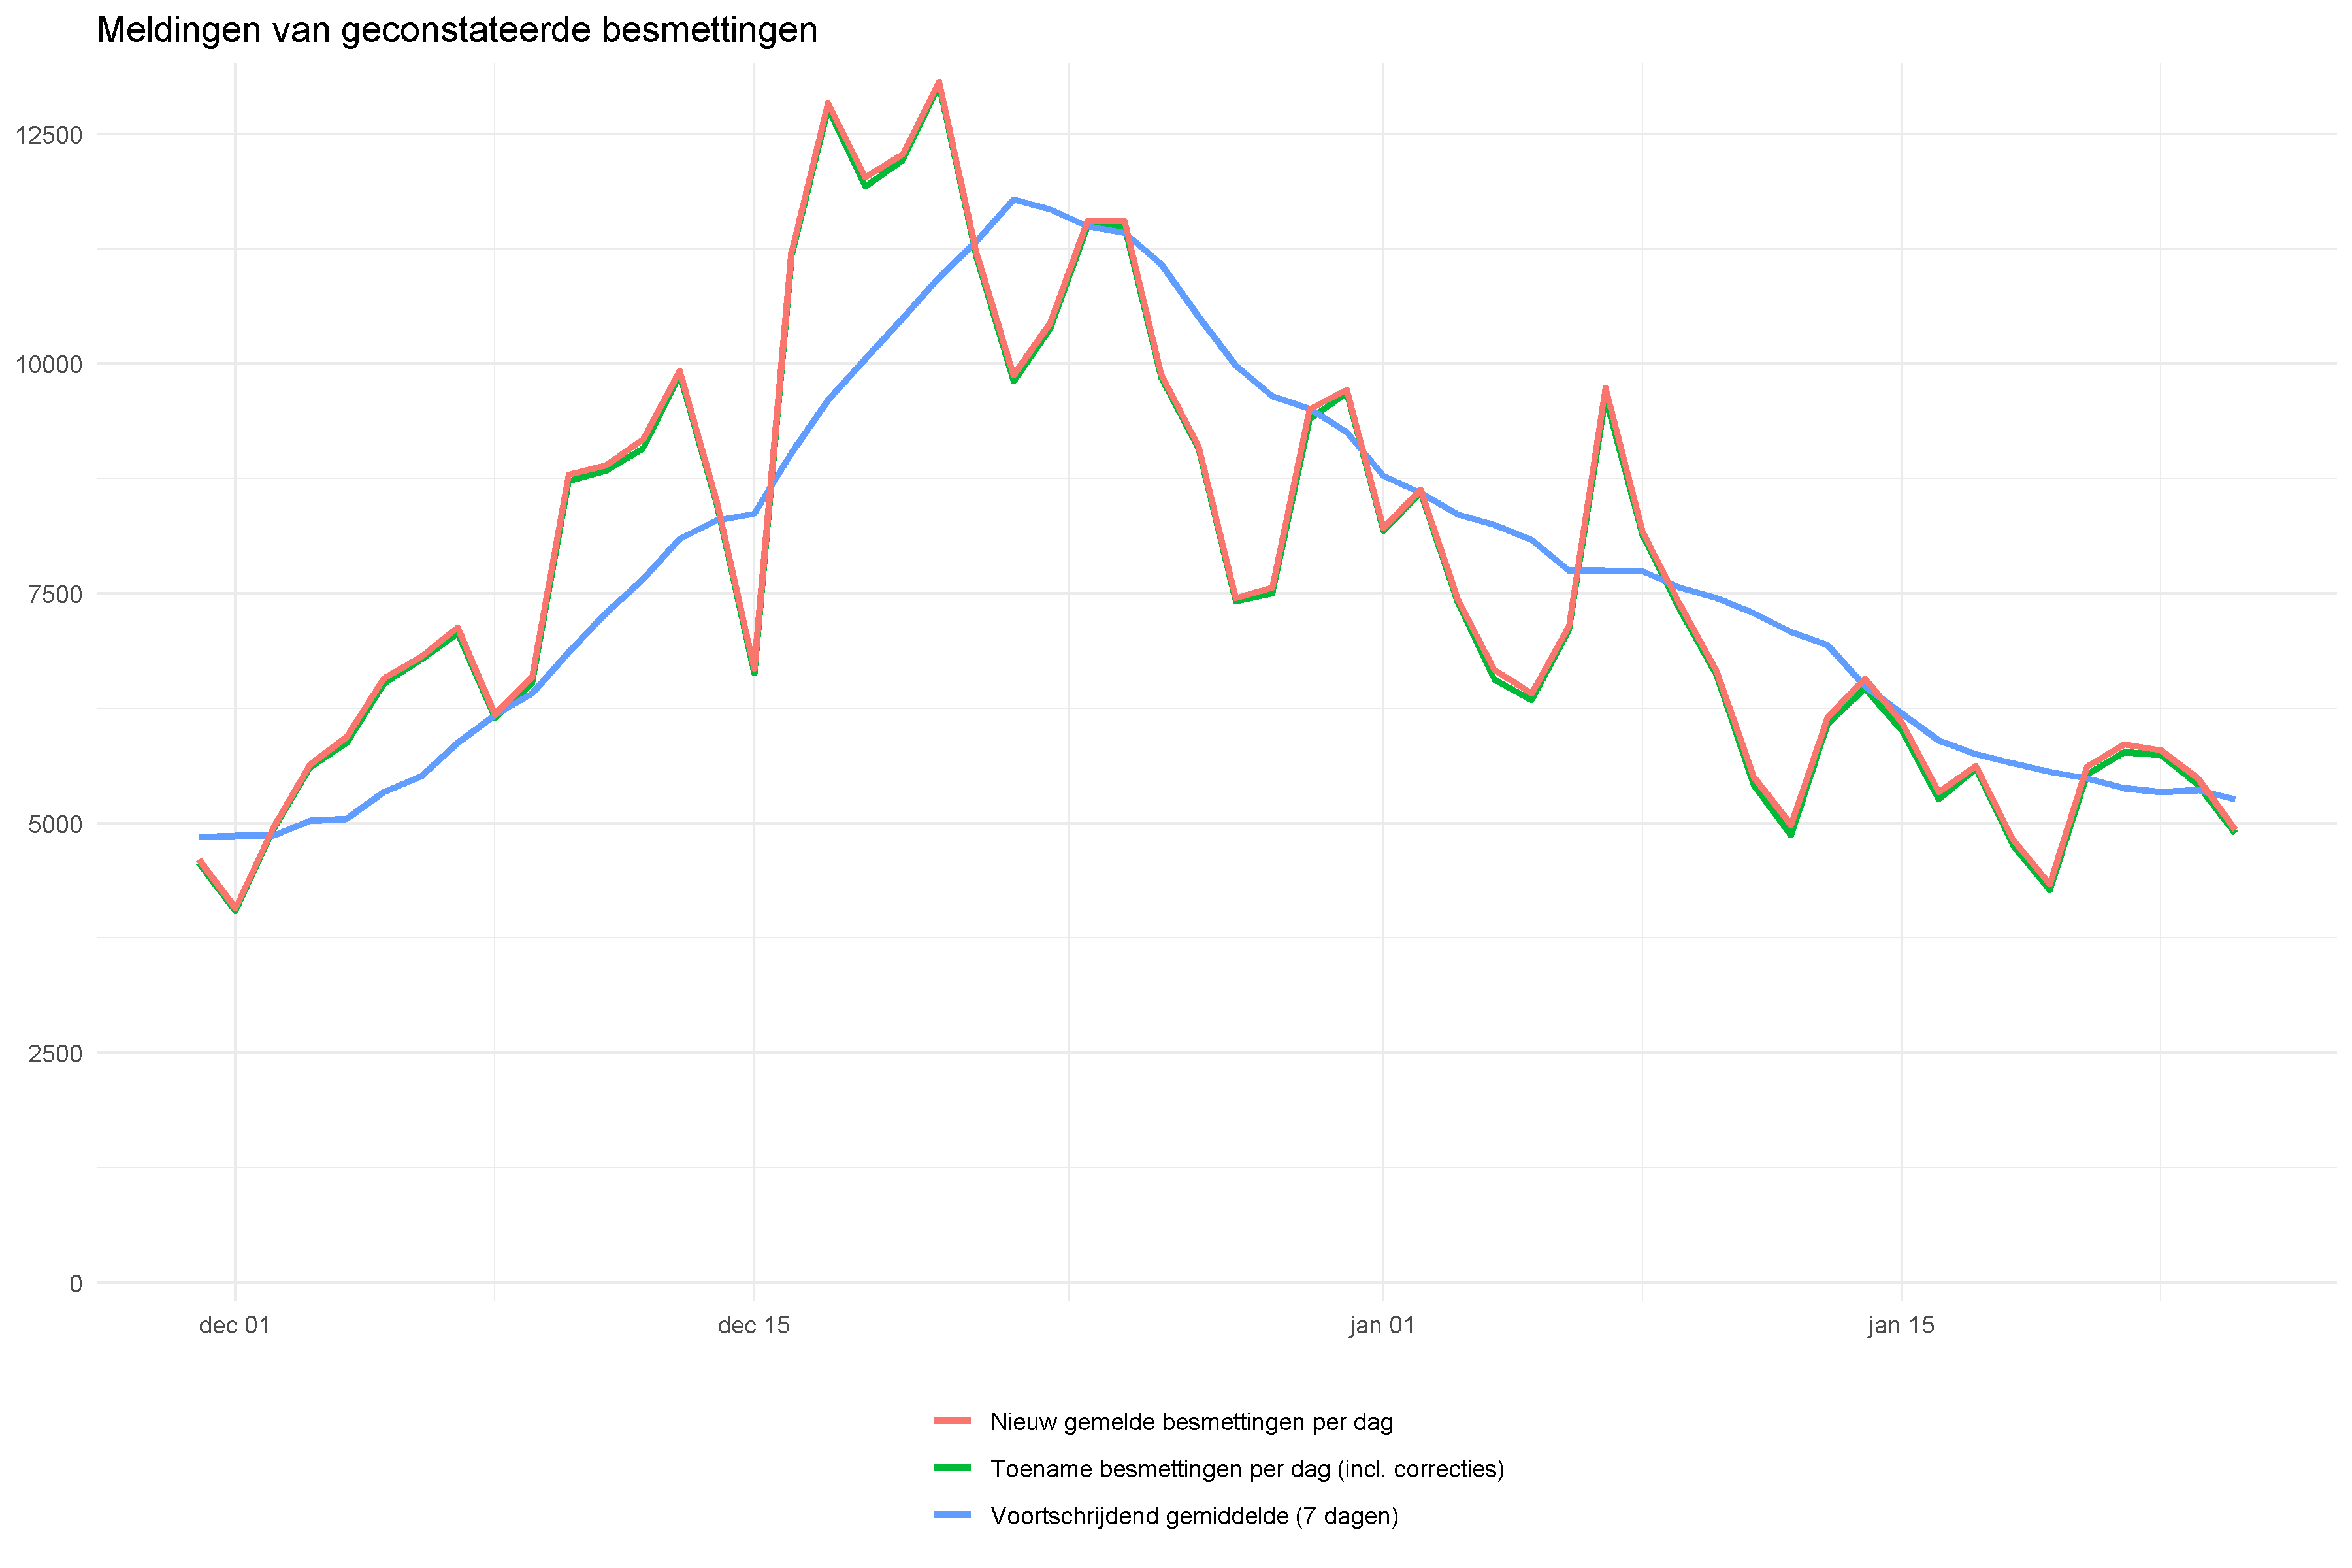 Meldingen van geconstateerde besmettingen
12500
10000
7500
5000
2500
0
dec 01
dec 15
jan 01
jan 15
Nieuw gemelde besmettingen per dag
Toename besmettingen per dag (incl. correcties)
Voortschrijdend gemiddelde (7 dagen)